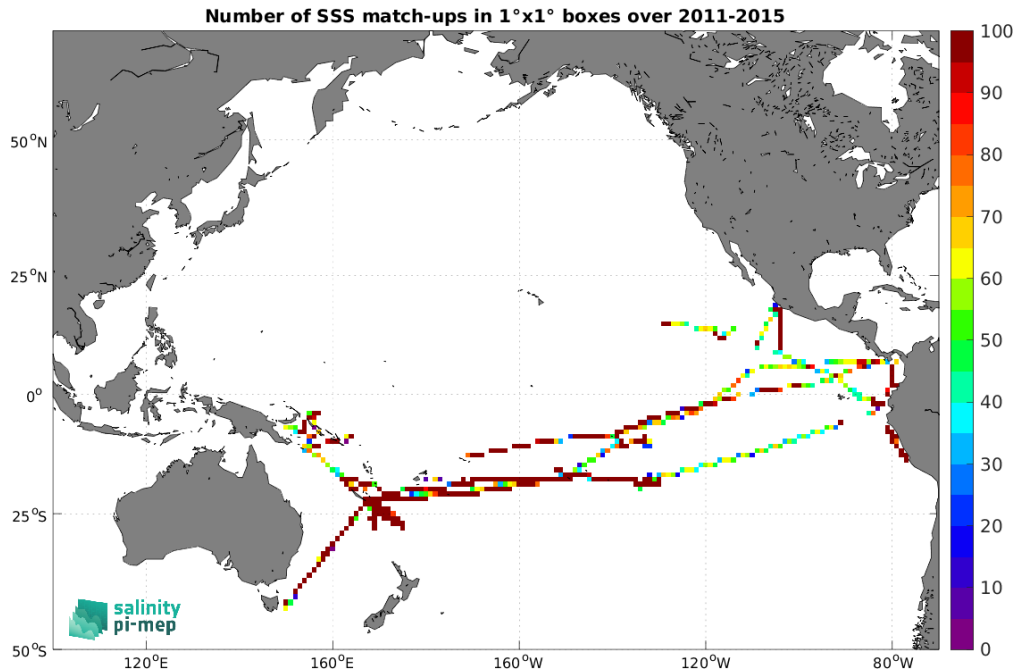 Number of SSS match-ups in 1°x1° boxes over 2011-2015
100
90
80
70
60
50
40
30
20
10
0
50°N
25°N
0°
25°S
50°S
120°E
160°E
160°W
120°W
80°W
salinity
pi-mep